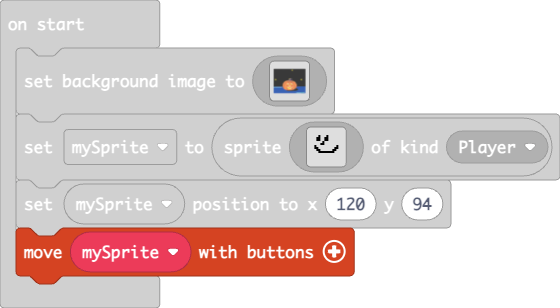 on start
set background image to
set mySprite to sprite of kind Player
set mySprite position to x 120 y 94
move mySprite with buttons